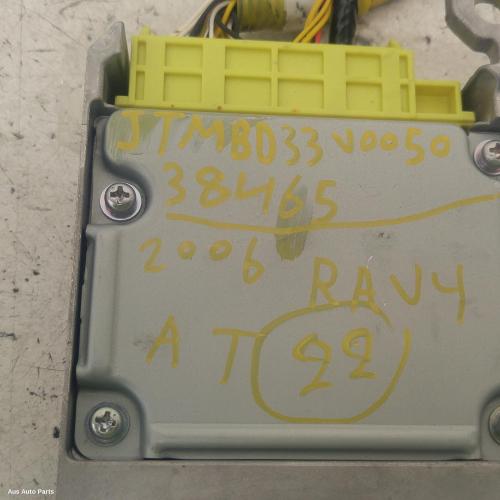 JTMBD33V0050
38465
2006
RAV4
AT 22
Aus Auto Parts